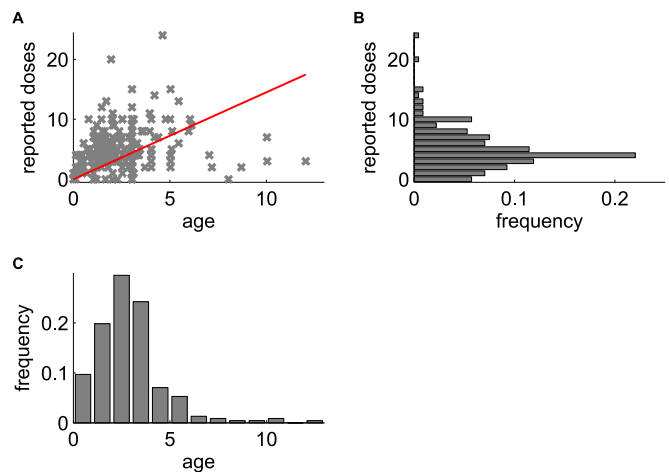 A
reported doses
20
10
0
0 5 10
age
B
reported doses
20
10
0
0 0.1 0.2
frequency
C
frequency
0.2
0.1
0
0 5 10
age